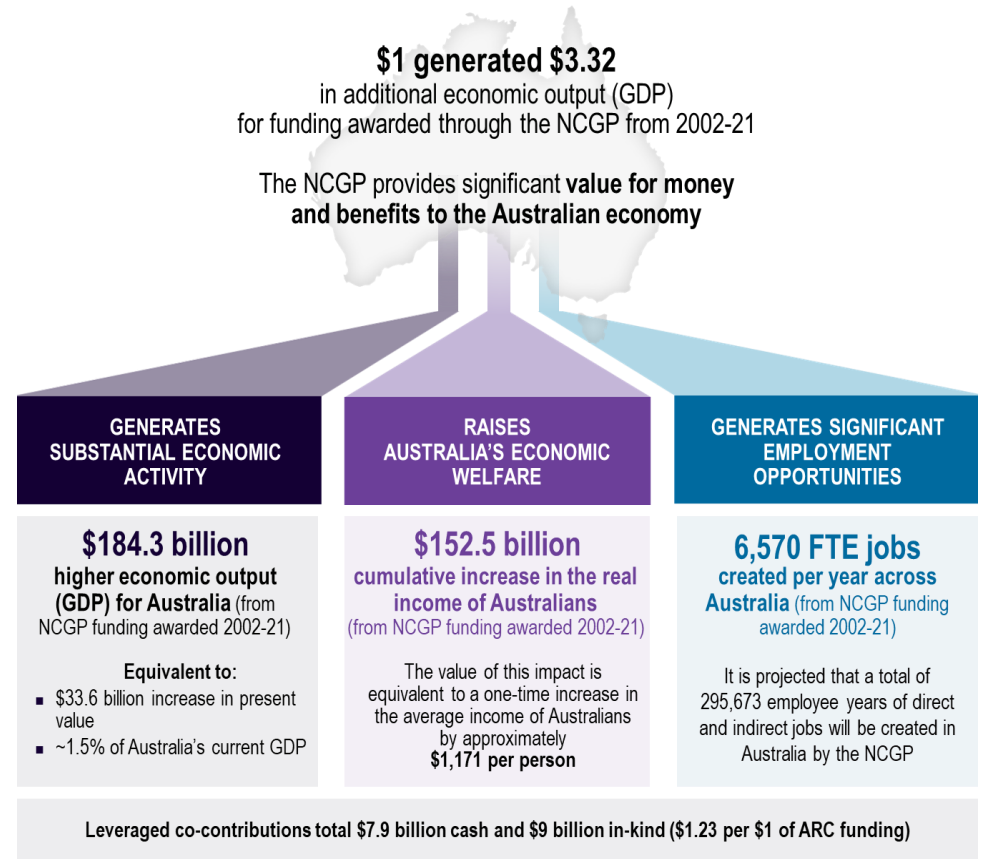 $1 generated $3.32
in additional economic output (GDP)
for funding awarded through the NCGP from 2002-21
The NCGP provides significant value for money
and benefits to the Australian economy
GENERATES
SUBSTANTIAL ECONOMIC
ACTIVITY
$184.3 billion
higher economic output
(GDP) for Australia (from
NCGP funding awarded 2002-21)
Equivalent to:
▪ $33.6 billion increase in present
value
▪ ~1.5% of Australia's current GDP
RAISES
AUSTRALIA'S ECONOMIC
WELFARE
$152.5 billion
cumulative increase in the real
income of Australians
(from NCGP funding awarded 2002-21)
The value of this impact is
equivalent to a one-time increase in
the average income of Australians
by approximately
$1,171 per person
GENERATES SIGNIFICANT
EMPLOYMENT
OPPORTUNITIES
6,570 FTE jobs
created per year across
Australia (from NCGP funding
awarded 2002-21)
It is projected that a total of
295,673 employee years of direct
and indirect jobs will be created in
Australia by the NCGP
Leveraged co-contributions total $7.9 billion cash and $9 billion in-kind ($1.23 per $1 of ARC funding)